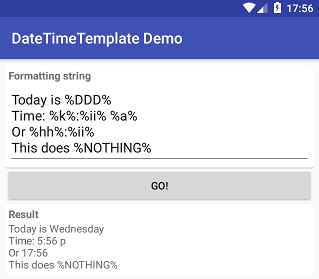 17:56
DateTimeTemplate Demo
Formatting string
Today is %DDD%
Time: %k%:%ii% %a%
Or %hh%:%ii%
This does %NOTHING%
GO!
Result
Today is Wednesday
Time: 5:56 p
Or 17:56
This does %NOTHING%